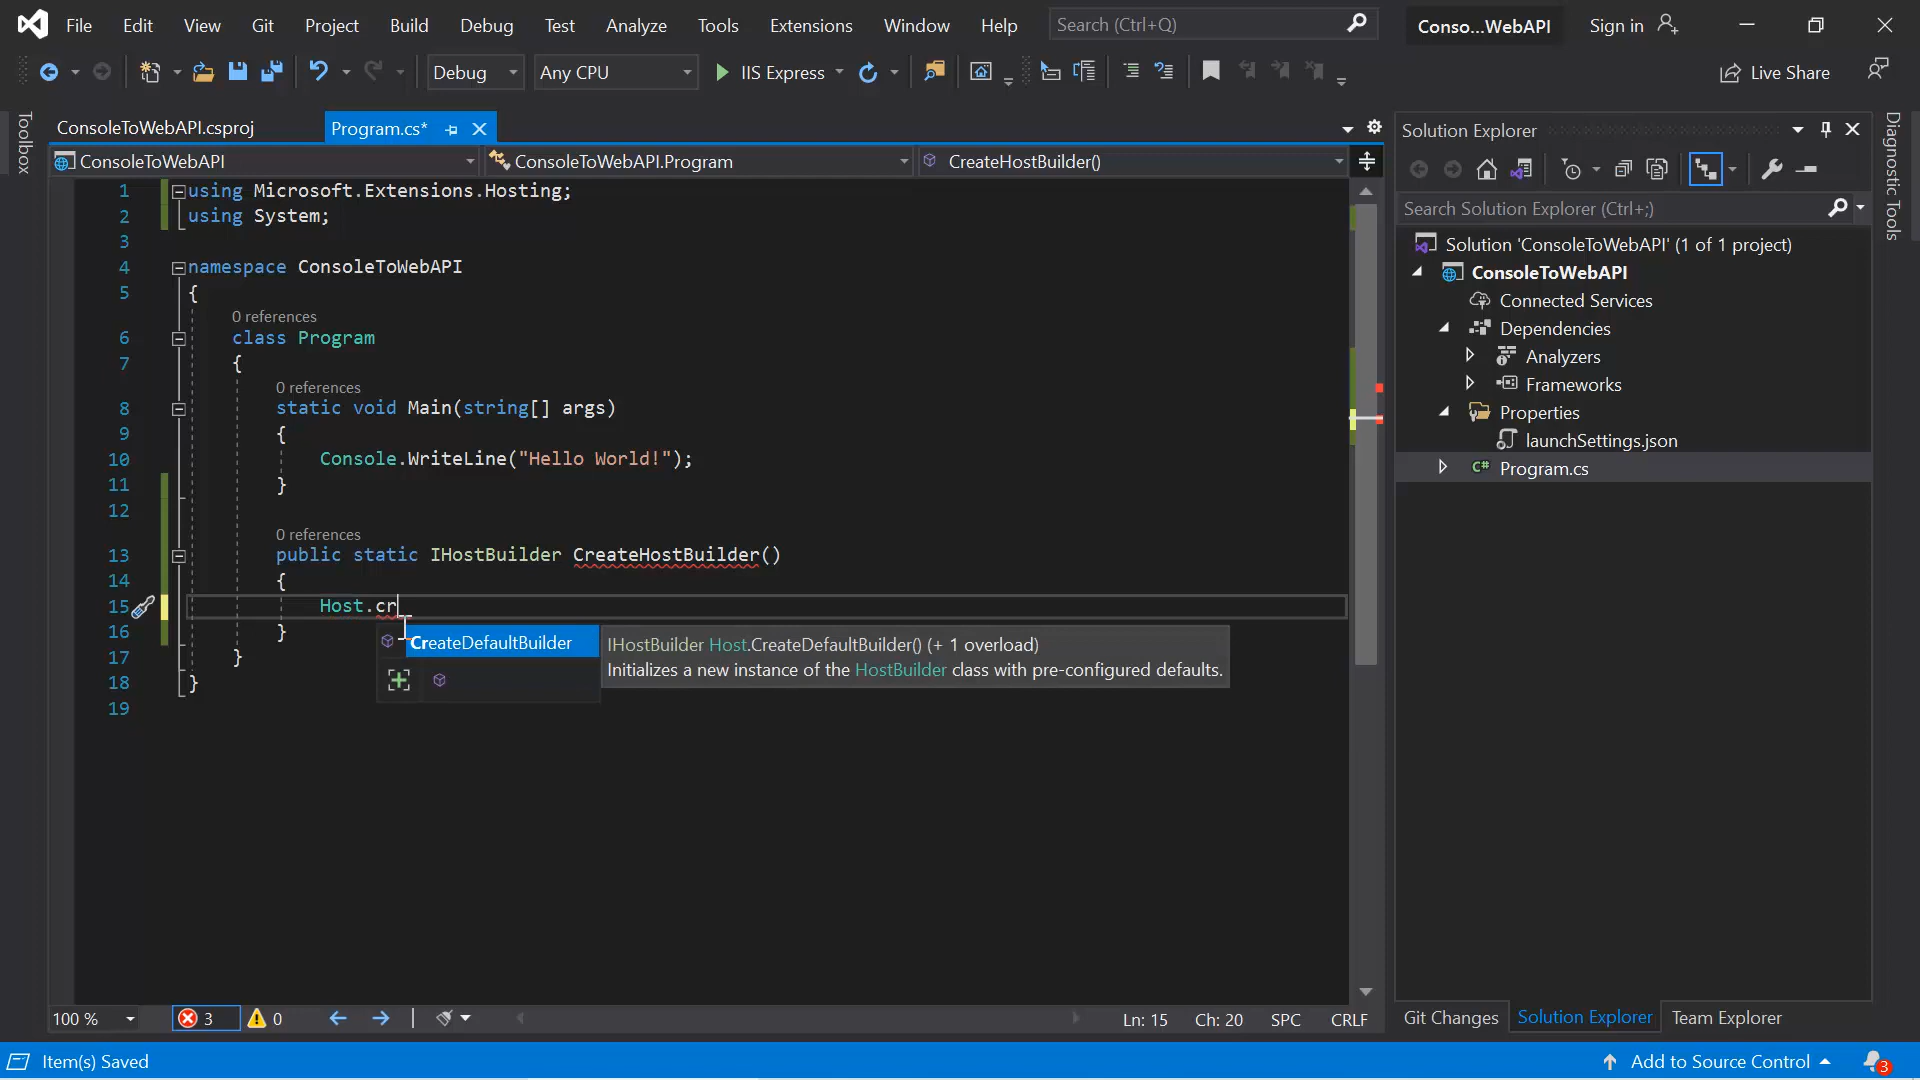 File Edit View Git Project Build Debug Test Analyze Tools Extensions Window Help Search (Ctrl+Q) Conso...WebAPI Sign in
Debug Any CPU IIS Express Live Share
Toolbox
ConsoleToWebAPI.csproj Program.cs*
ConsoleToWebAPI ConsoleToWebAPI.Program CreateHostBuilder()
1 using Microsoft.Extensions.Hosting;
2 using System;
3
4 namespace ConsoleToWebAPI
5 {
0 references
6 class Program
7 {
0 references
8 static void Main(string[] args)
9 {
10 Console.WriteLine("Hello World!");
11 }
12
0 references
13 public static IHostBuilder CreateHostBuilder()
14 {
15 Host.cr
16 }
17 }
18 }
19
CreateDefaultBuilder
IHostBuilder Host.CreateDefaultBuilder() (+ 1 overload)
Initializes a new instance of the HostBuilder class with pre-configured defaults.
100 % 3 0 Ln: 15 Ch: 20 SPC CRLF
Solution Explorer
Search Solution Explorer (Ctrl+;)
Solution 'ConsoleToWebAPI' (1 of 1 project)
ConsoleToWebAPI
Connected Services
Dependencies
Analyzers
Frameworks
Properties
launchSettings.json
C# Program.cs
Git Changes Solution Explorer Team Explorer
Diagnostic Tools
Item(s) Saved Add to Source Control 3